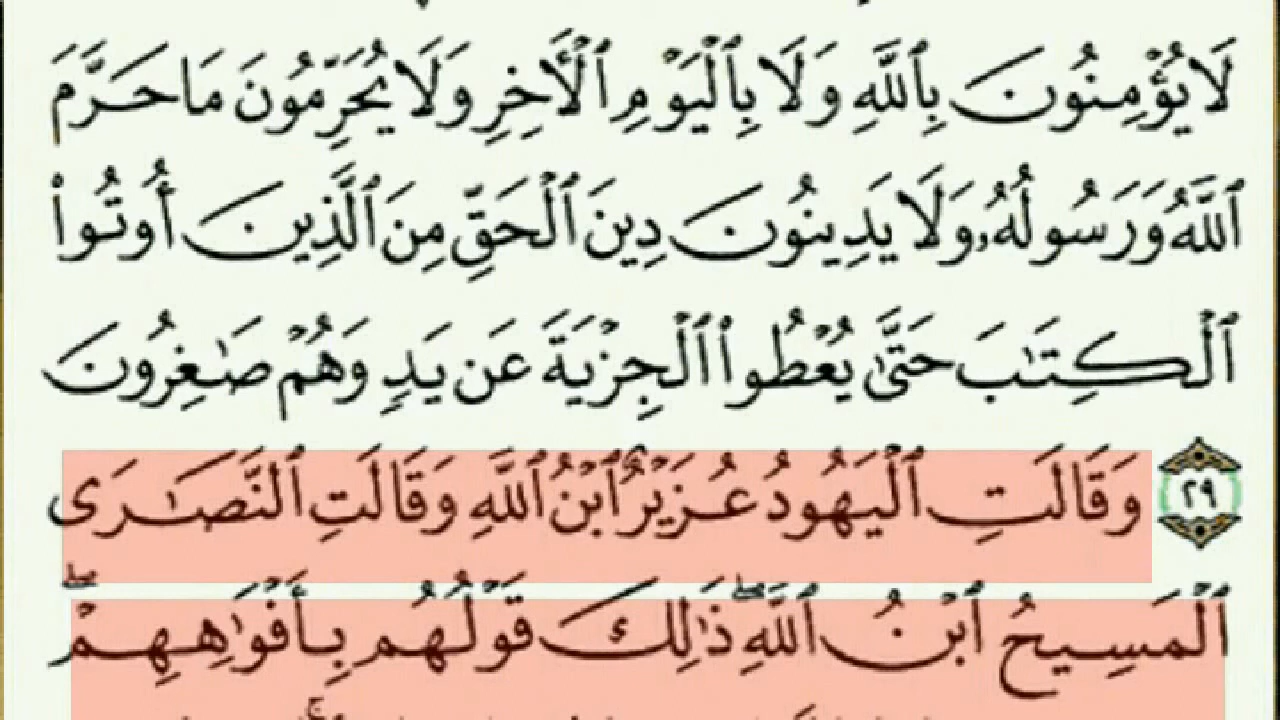 لَا يُؤۡمِنُونَ بِٱللَّهِ وَلَا بِٱلۡيَوۡمِ ٱلۡأٓخِرِ وَلَا يُحَرِّمُونَ مَا حَرَّمَ
ٱللَّهُ وَرَسُولُهُۥ وَلَا يَدِينُونَ دِينَ ٱلۡحَقِّ مِنَ ٱلَّذِينَ أُوتُواْ
ٱلۡكِتَٰبَ حَتَّىٰ يُعۡطُواْ ٱلۡجِزۡيَةَ عَن يَدٖ وَهُمۡ صَٰغِرُونَ
٢٩ وَقَالَتِ ٱلۡيَهُودُ عُزَيۡرٌ ٱبۡنُ ٱللَّهِ وَقَالَتِ ٱلنَّصَٰرَى
ٱلۡمَسِيحُ ٱبۡنُ ٱللَّهِۖ ذَٰلِكَ قَوۡلُهُم بِأَفۡوَٰهِهِمۡۖ